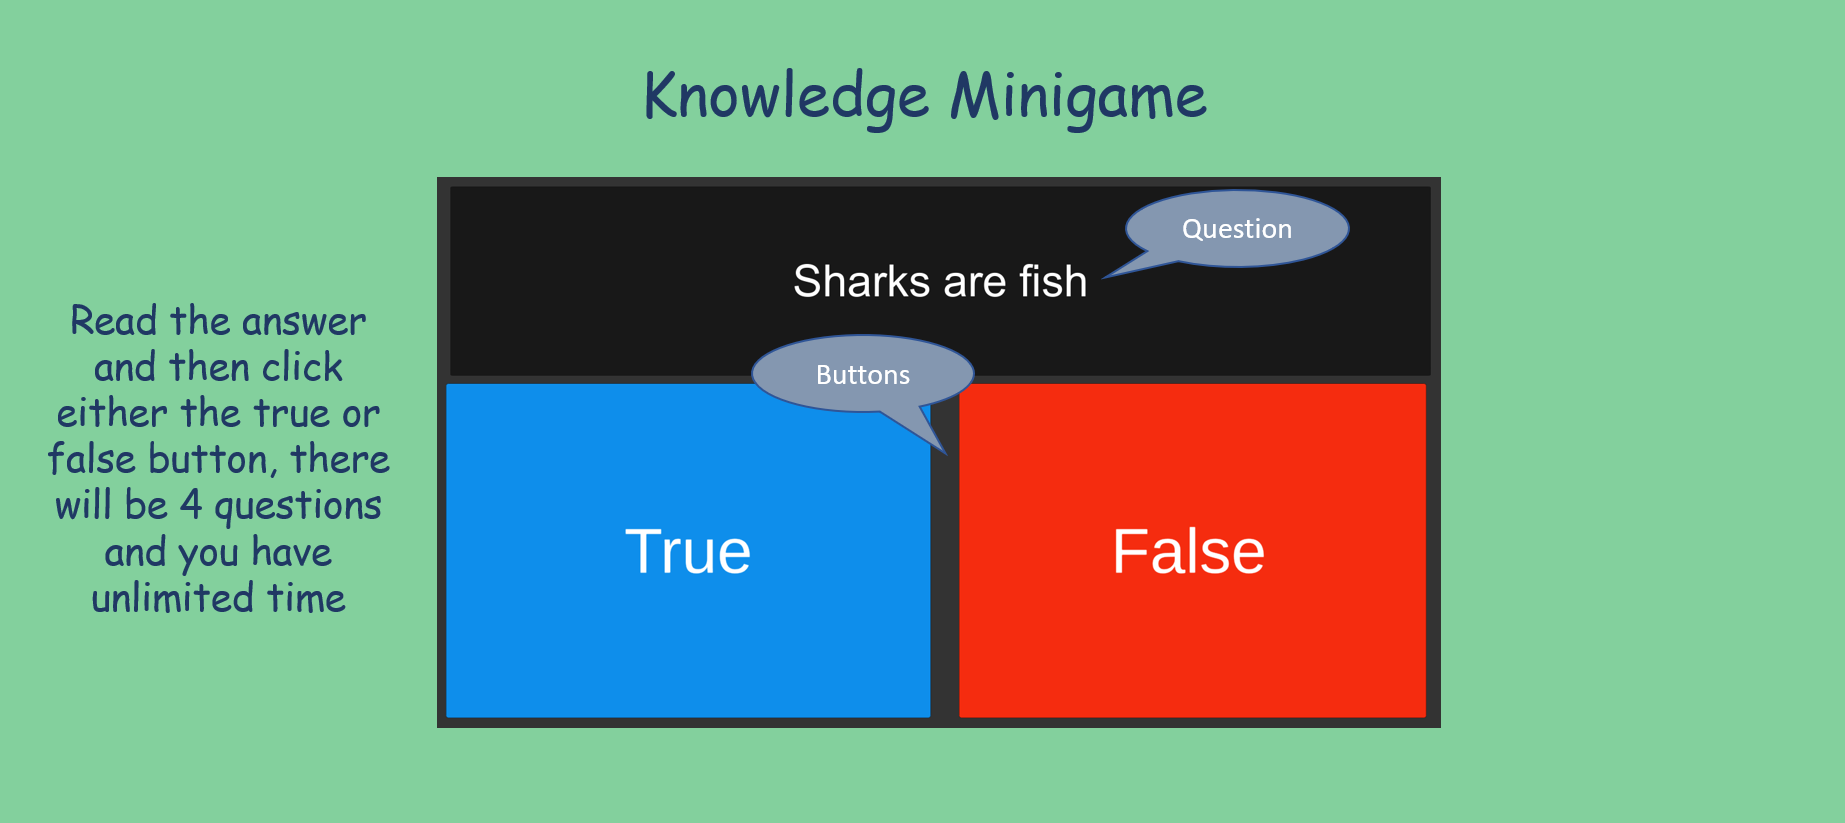 Knowledge Minigame
Read the answer
and then click
either the true or
false button, there
will be 4 questions
and you have
unlimited time
Question
Sharks are fish
Buttons
True
False